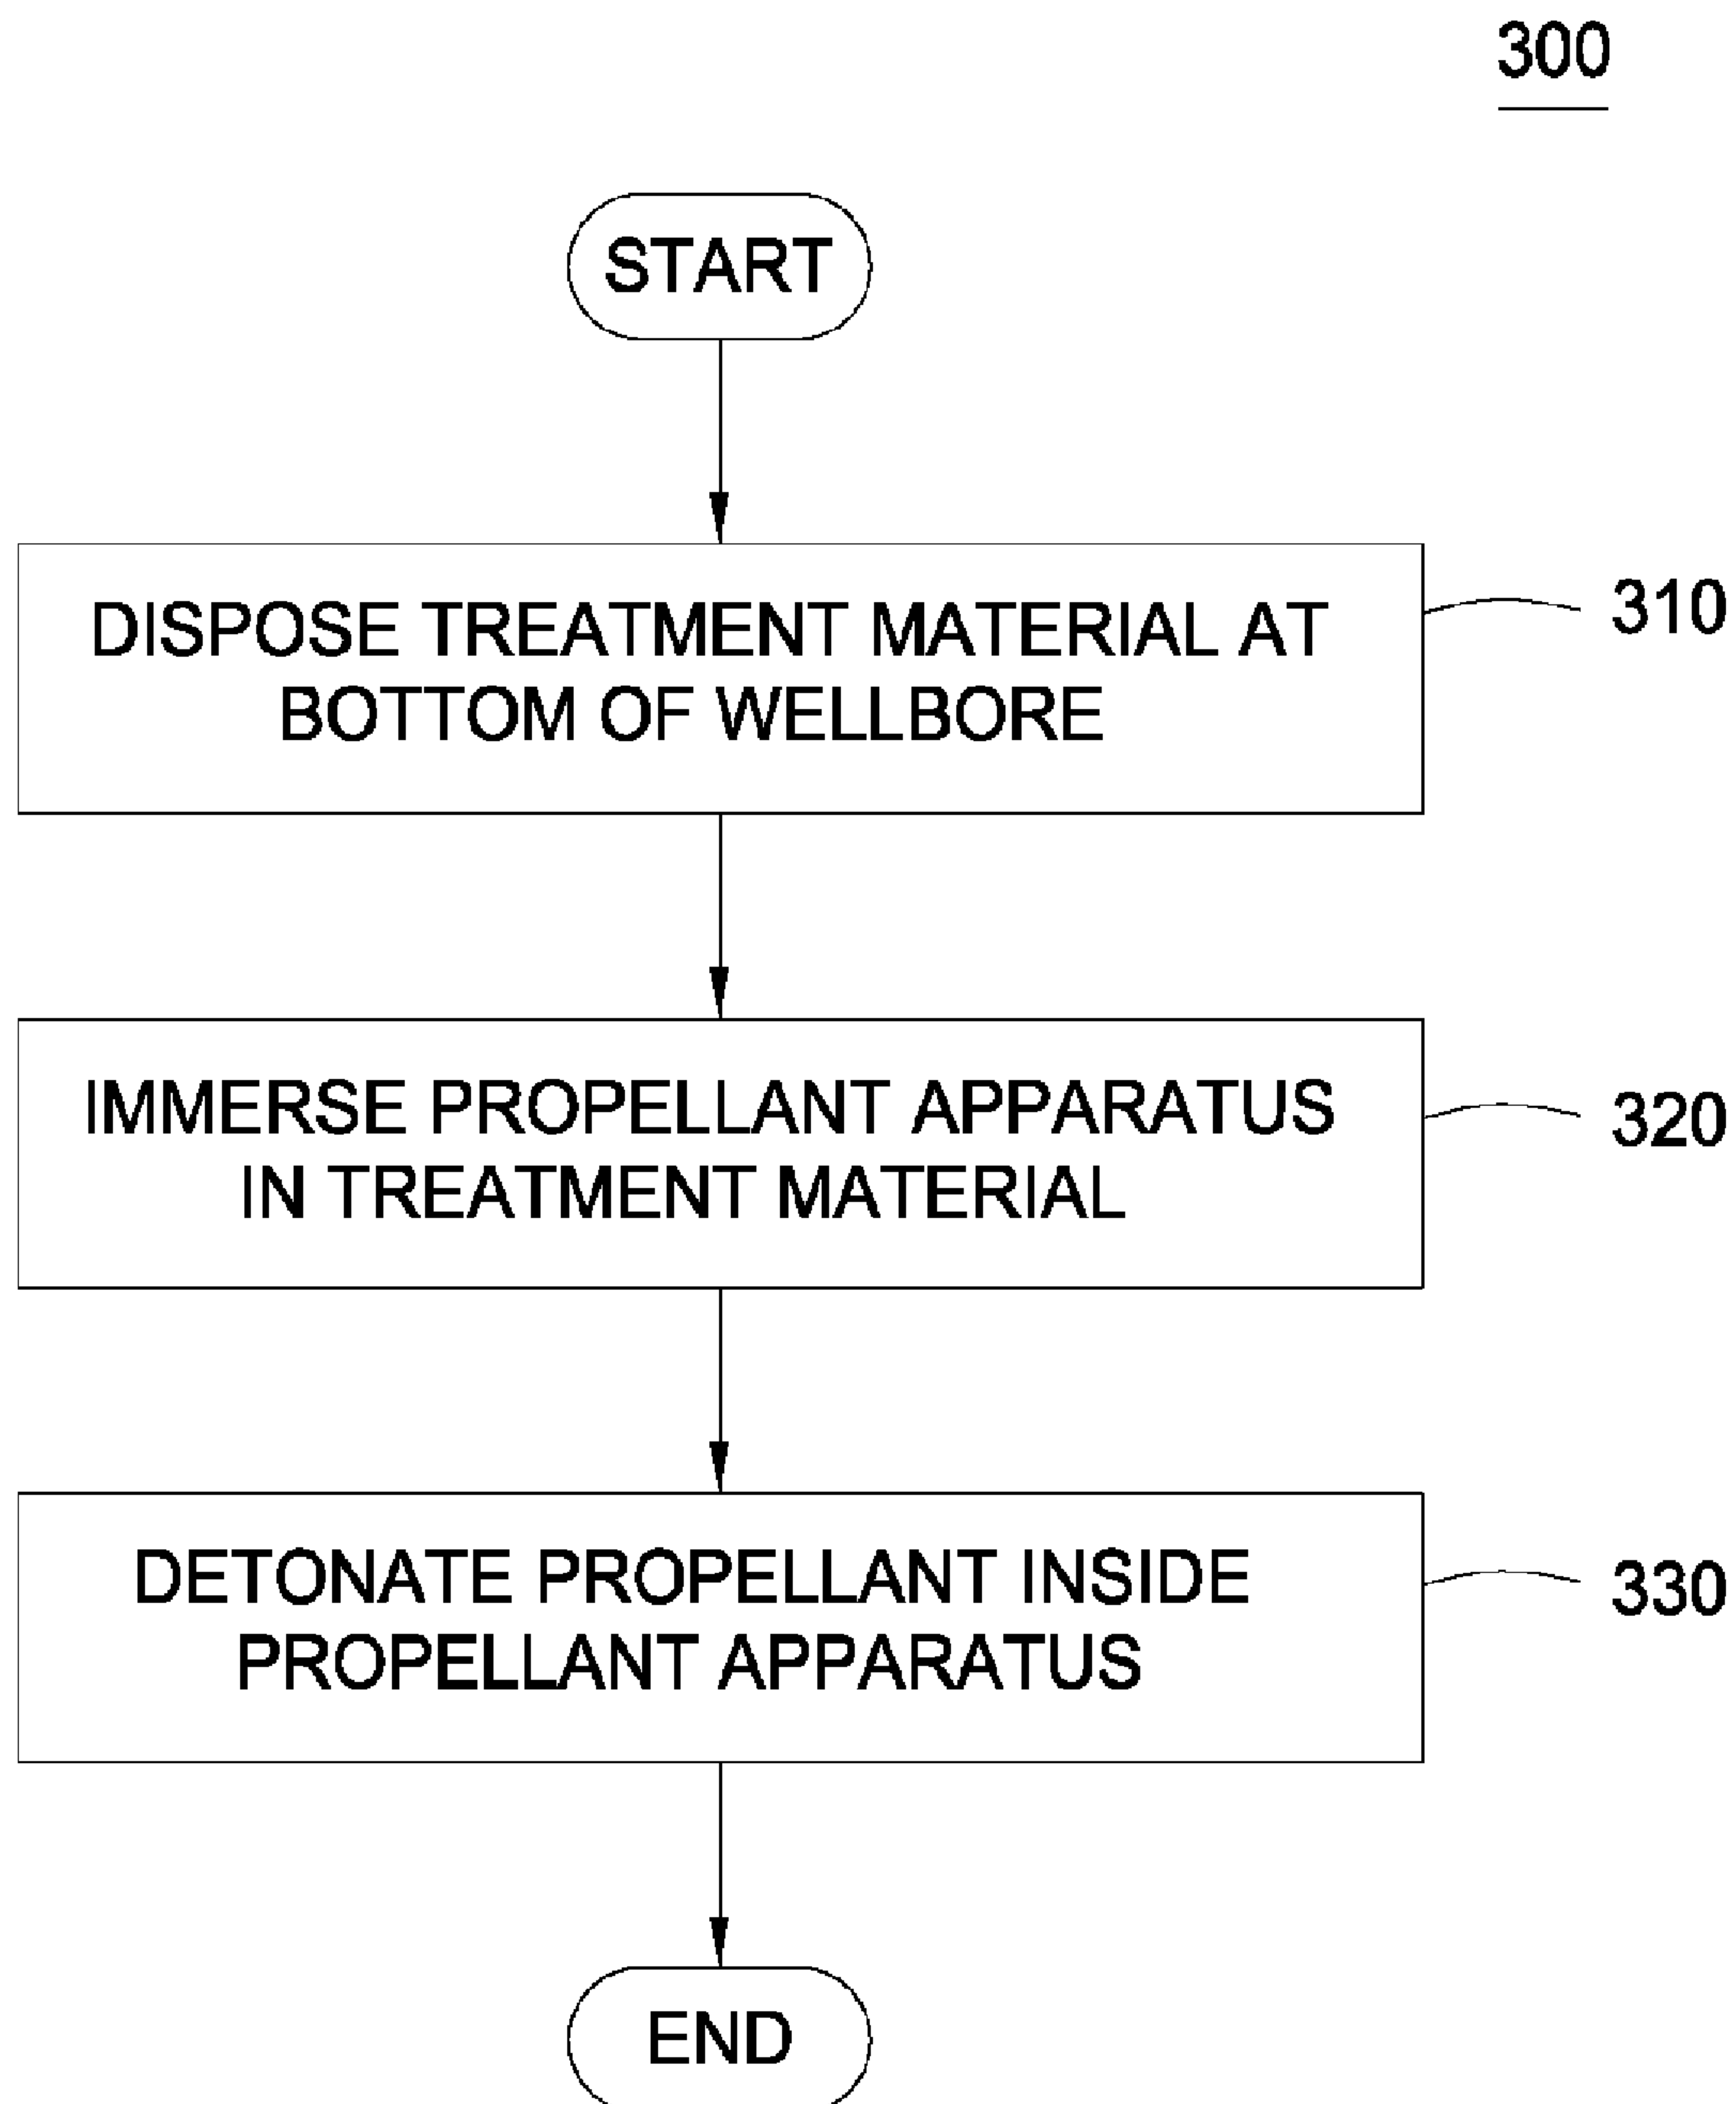 300
START
DISPOSE TREATMENT MATERIAL AT
BOTTOM OF WELLBORE
310
IMMERSE PROPELLANT APPARATUS
IN TREATMENT MATERIAL
320
DETONATE PROPELLANT INSIDE
PROPELLANT APPARATUS
330
END